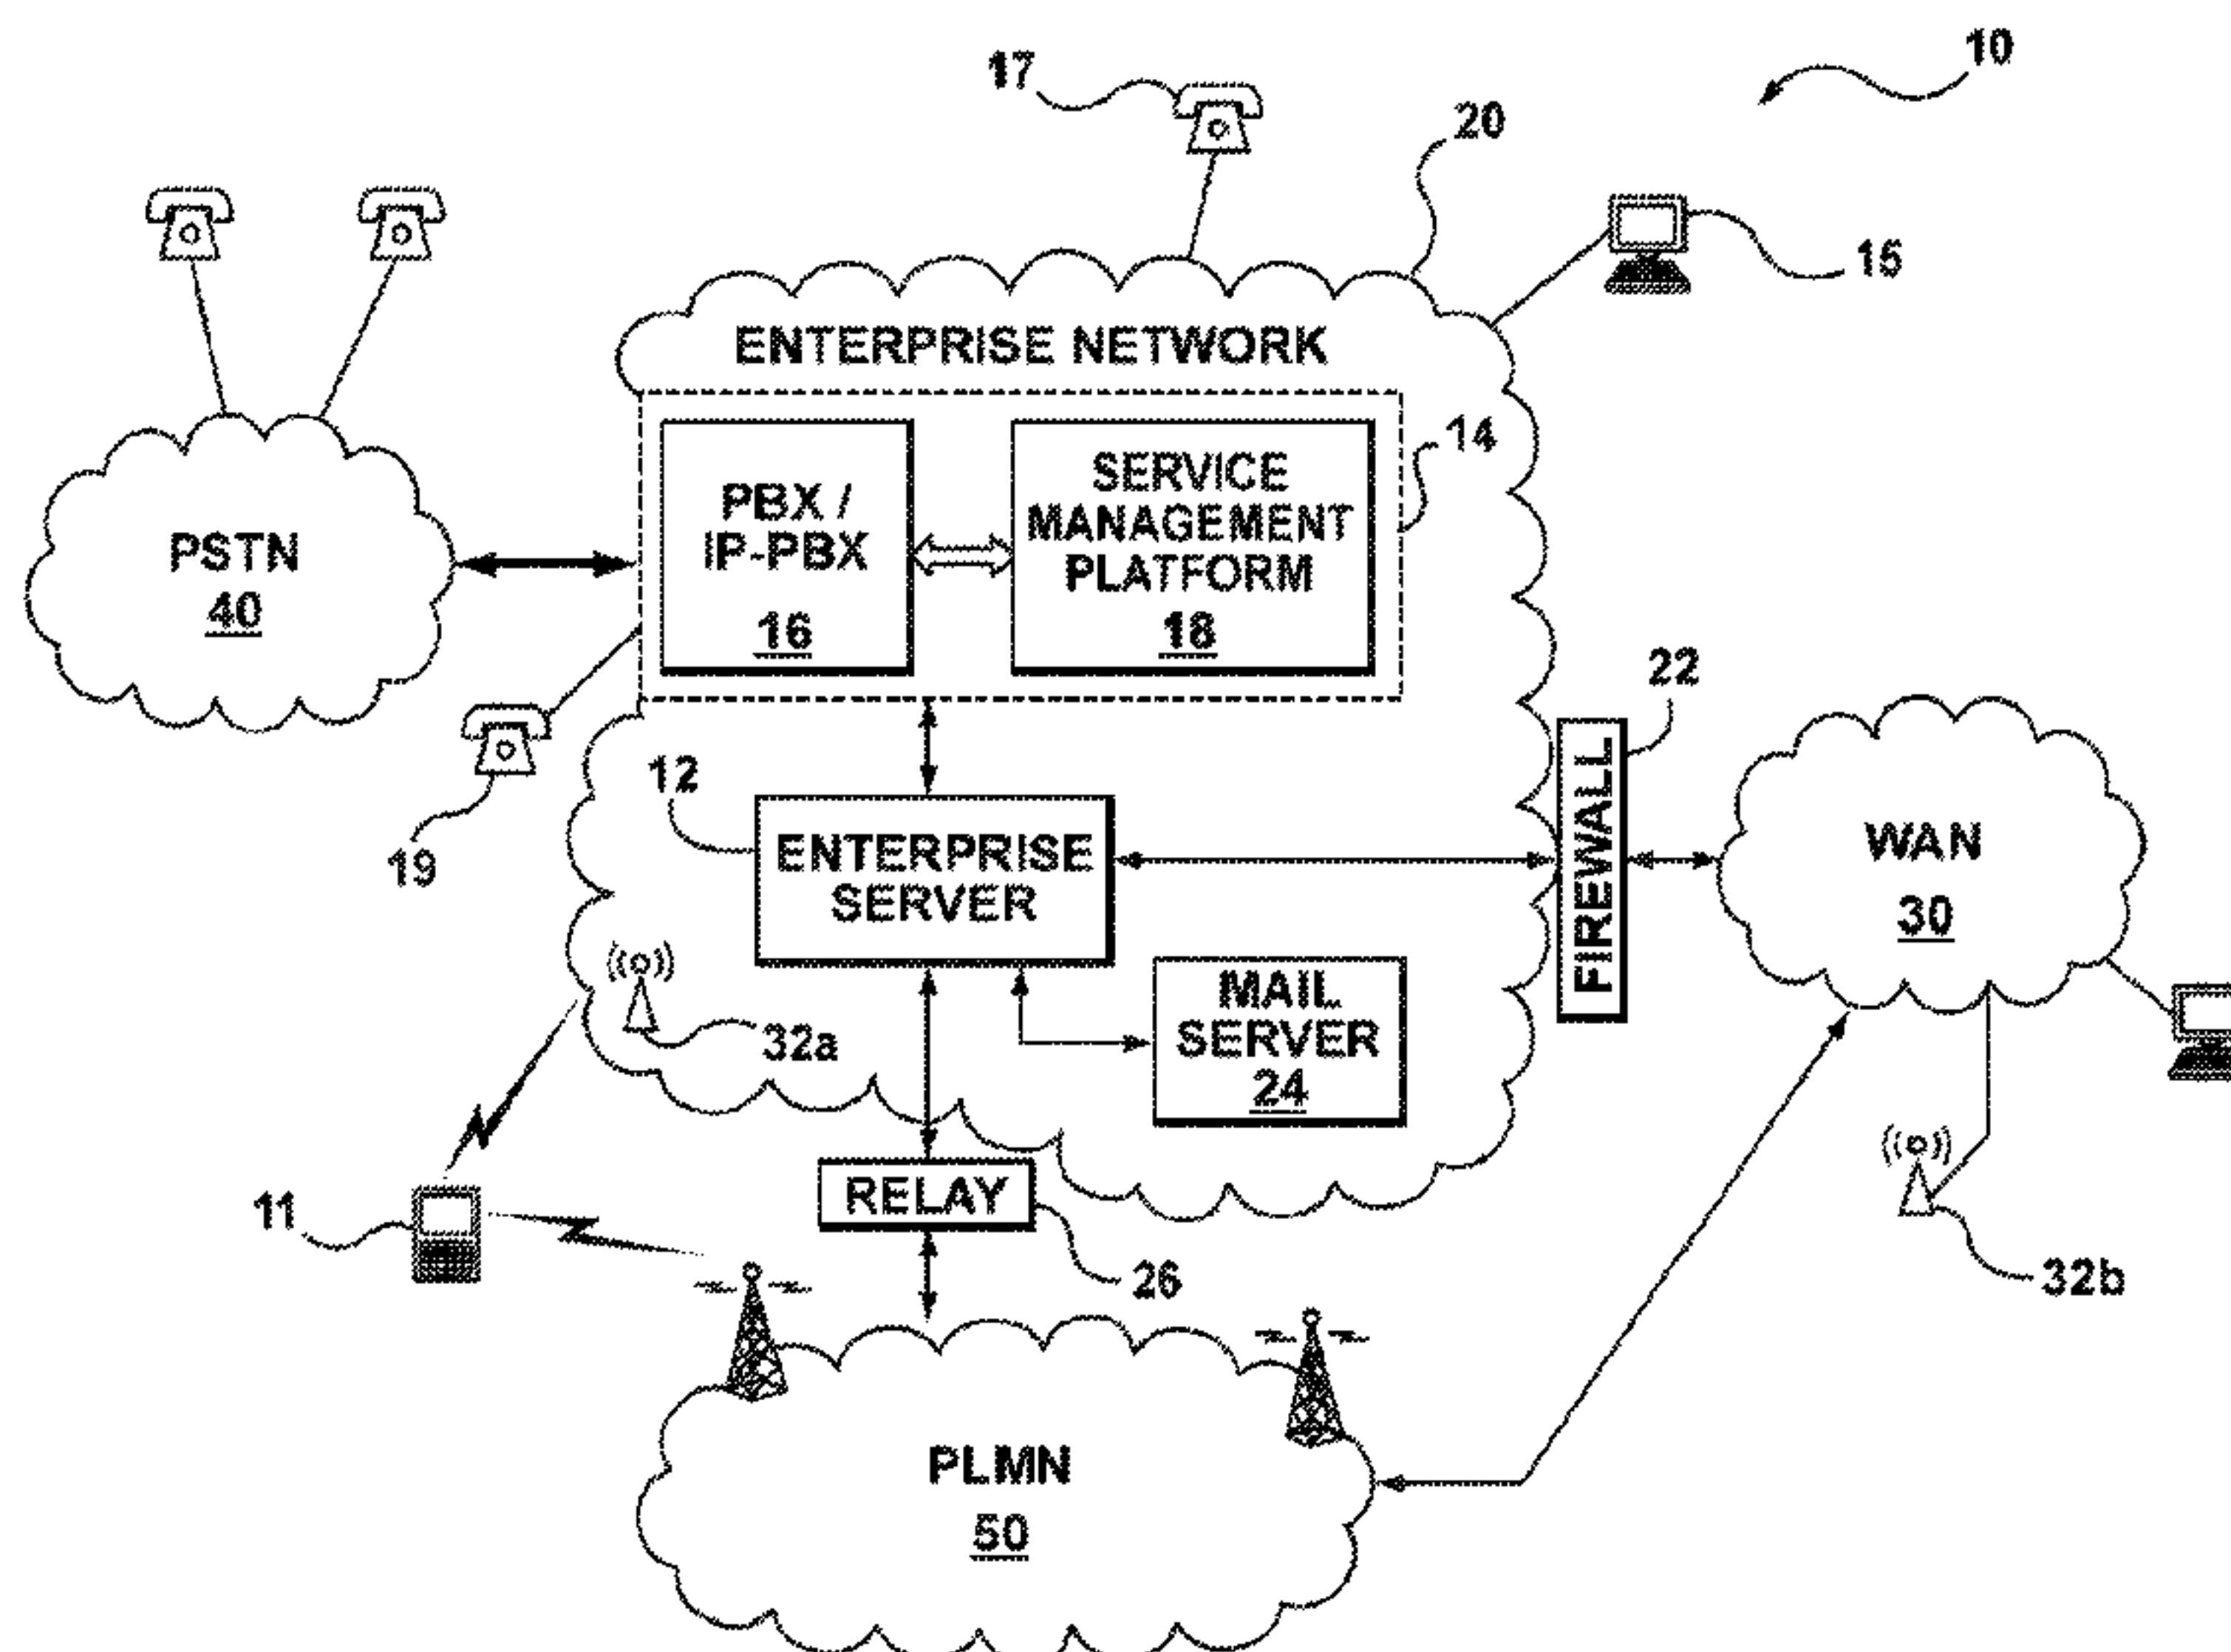 10
17
20
15
ENTERPRISE NETWORK
14
PBX /
IP-PBX
16
SERVICE
MANAGEMENT
PLATFORM
18
PSTN
40
22
12
19
ENTERPRISE
SERVER
FIREWALL
WAN
30
32a
MAIL
SERVER
24
11
RELAY
26
32b
PLMN
50